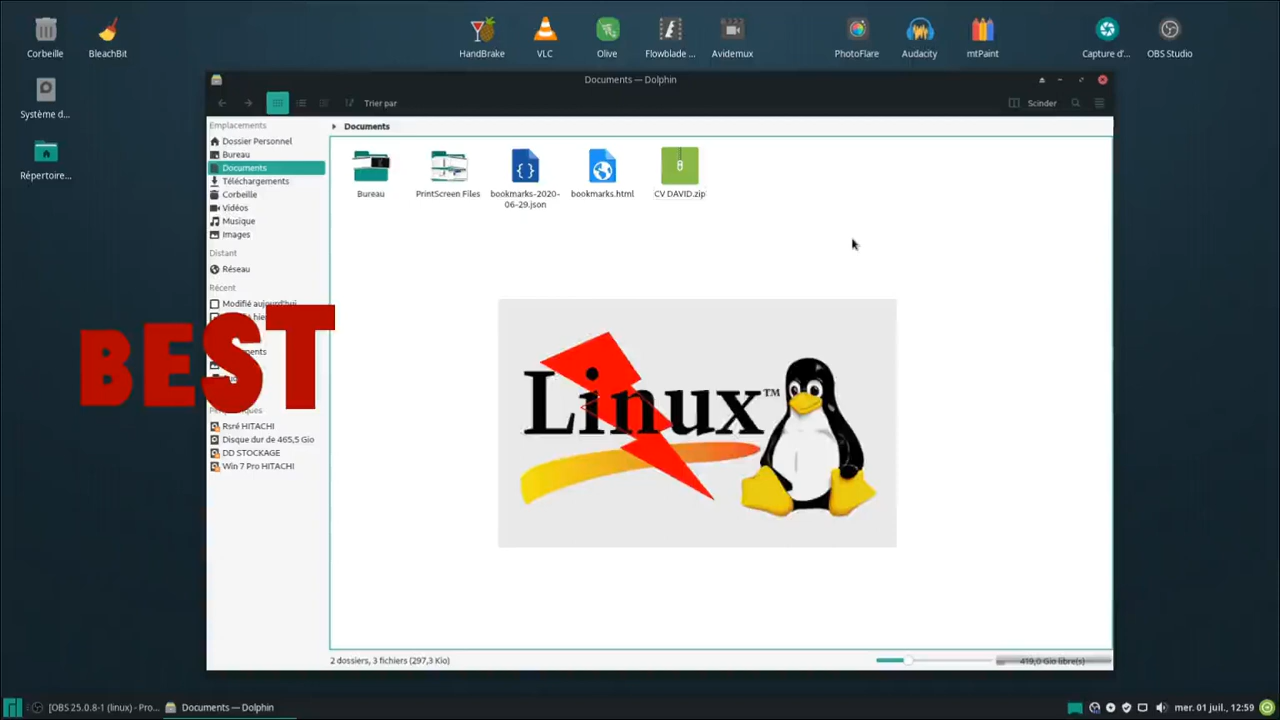 Corbeille
BleachBit
HandBrake
VLC
Olive
Flowblade ...
Avidemux
PhotoFlare
Audacity
mtPaint
Capture d'...
OBS Studio
Système d...
Répertoire...
Documents — Dolphin
Trier par
Scinder
Emplacements
Dossier Personnel
Bureau
Documents
Téléchargements
Corbeille
Vidéos
Musique
Images
Distant
Réseau
Récent
Modifié aujourd'hui
Périphériques
Rsré HITACHI
Disque dur de 465,5 Gio
DD STOCKAGE
Win 7 Pro HITACHI
Documents
Bureau
PrintScreen Files
bookmarks-2020-
06-29.json
bookmarks.html
CV DAVID.zip
BEST
Linux™
2 dossiers, 3 fichiers (297,3 Kio)
419,0 Gio libre(s)
[OBS 25.0.8-1 (linux) - Pro...
Documents — Dolphin
mer. 01 juil., 12:59